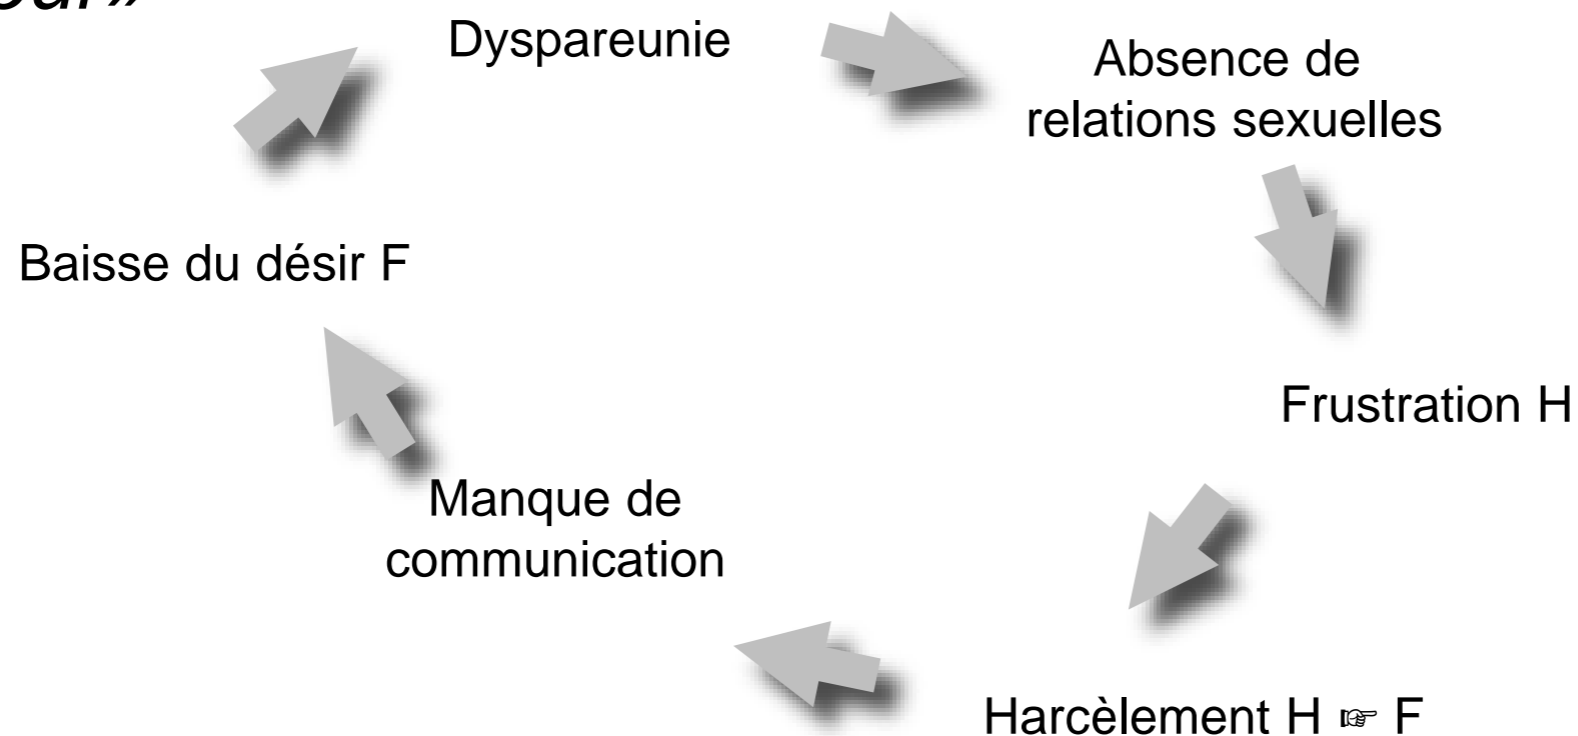 Dyspareunie
Absence de
relations sexuelles
Baisse du désir F
Frustration H
Manque de
communication
Harcèlement H ☞ F